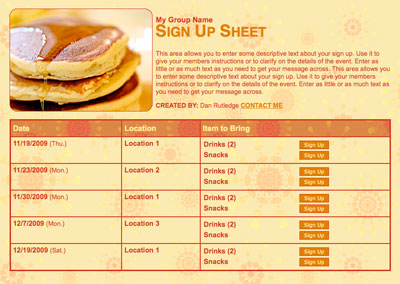 My Group Name
SIGN UP SHEET
This area allows you to enter some descriptive text about your sign up. Use it to
give your members instructions or to clarify on the details of the event. Enter as
little or as much text as you need to get your message across. This area allows you
to enter some descriptive text about your sign up. Use it to give your members
instructions or to clarify on the details of the event. Enter as little or as much text as
you need to get your message across.
CREATED BY: Dan Rutledge CONTACT ME
Date Location Item to Bring
11/19/2009 (Thu.) Location 1 Drinks (2) Sign Up
Snacks Sign Up
11/23/2009 (Mon.) Location 2 Drinks (2) Sign Up
Snacks Sign Up
11/30/2009 (Mon.) Location 1 Drinks (2) Sign Up
Snacks Sign Up
12/7/2009 (Mon.) Location 3 Drinks (2) Sign Up
Snacks Sign Up
12/19/2009 (Sat.) Location 1 Drinks (2) Sign Up
Snacks Sign Up